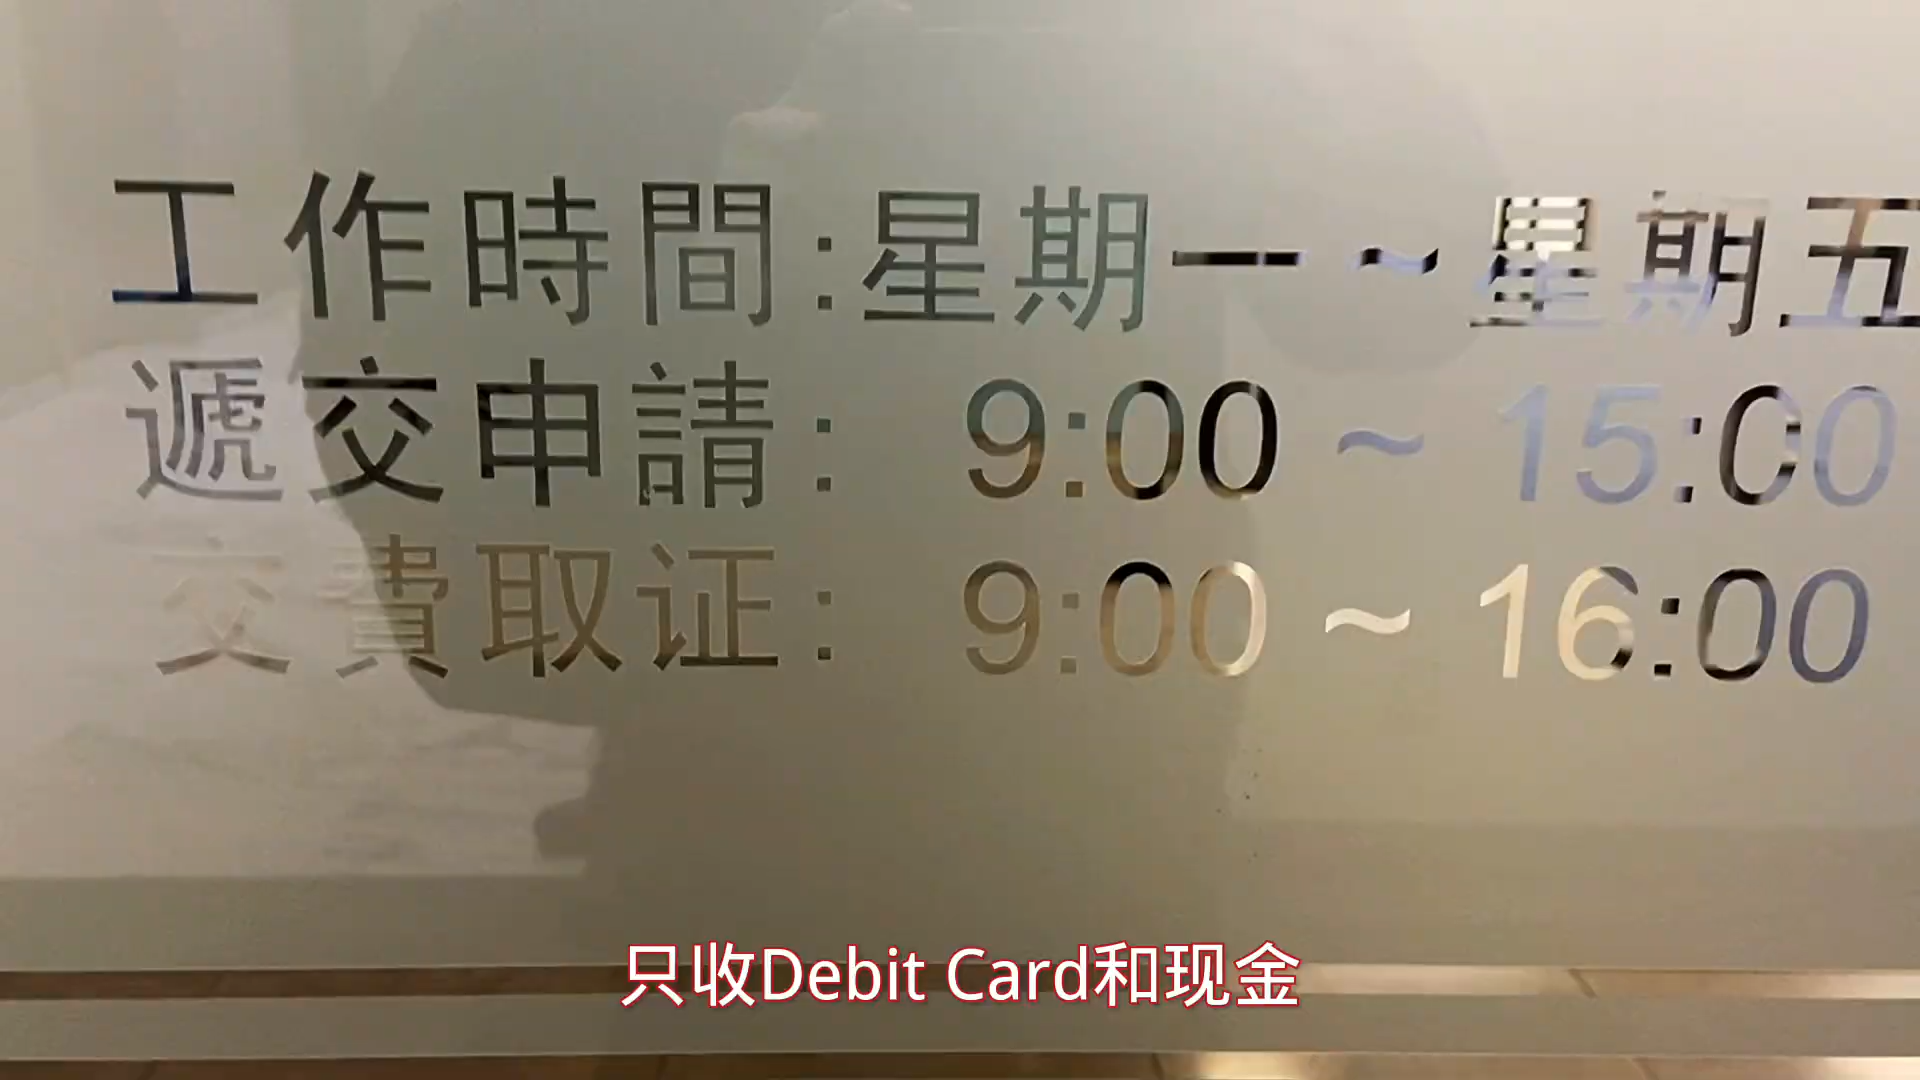 工作時間:星期一~星期五
遞交申請: 9:00 ~ 15:00
交費取证: 9:00 ~ 16:00
只收Debit Card和现金